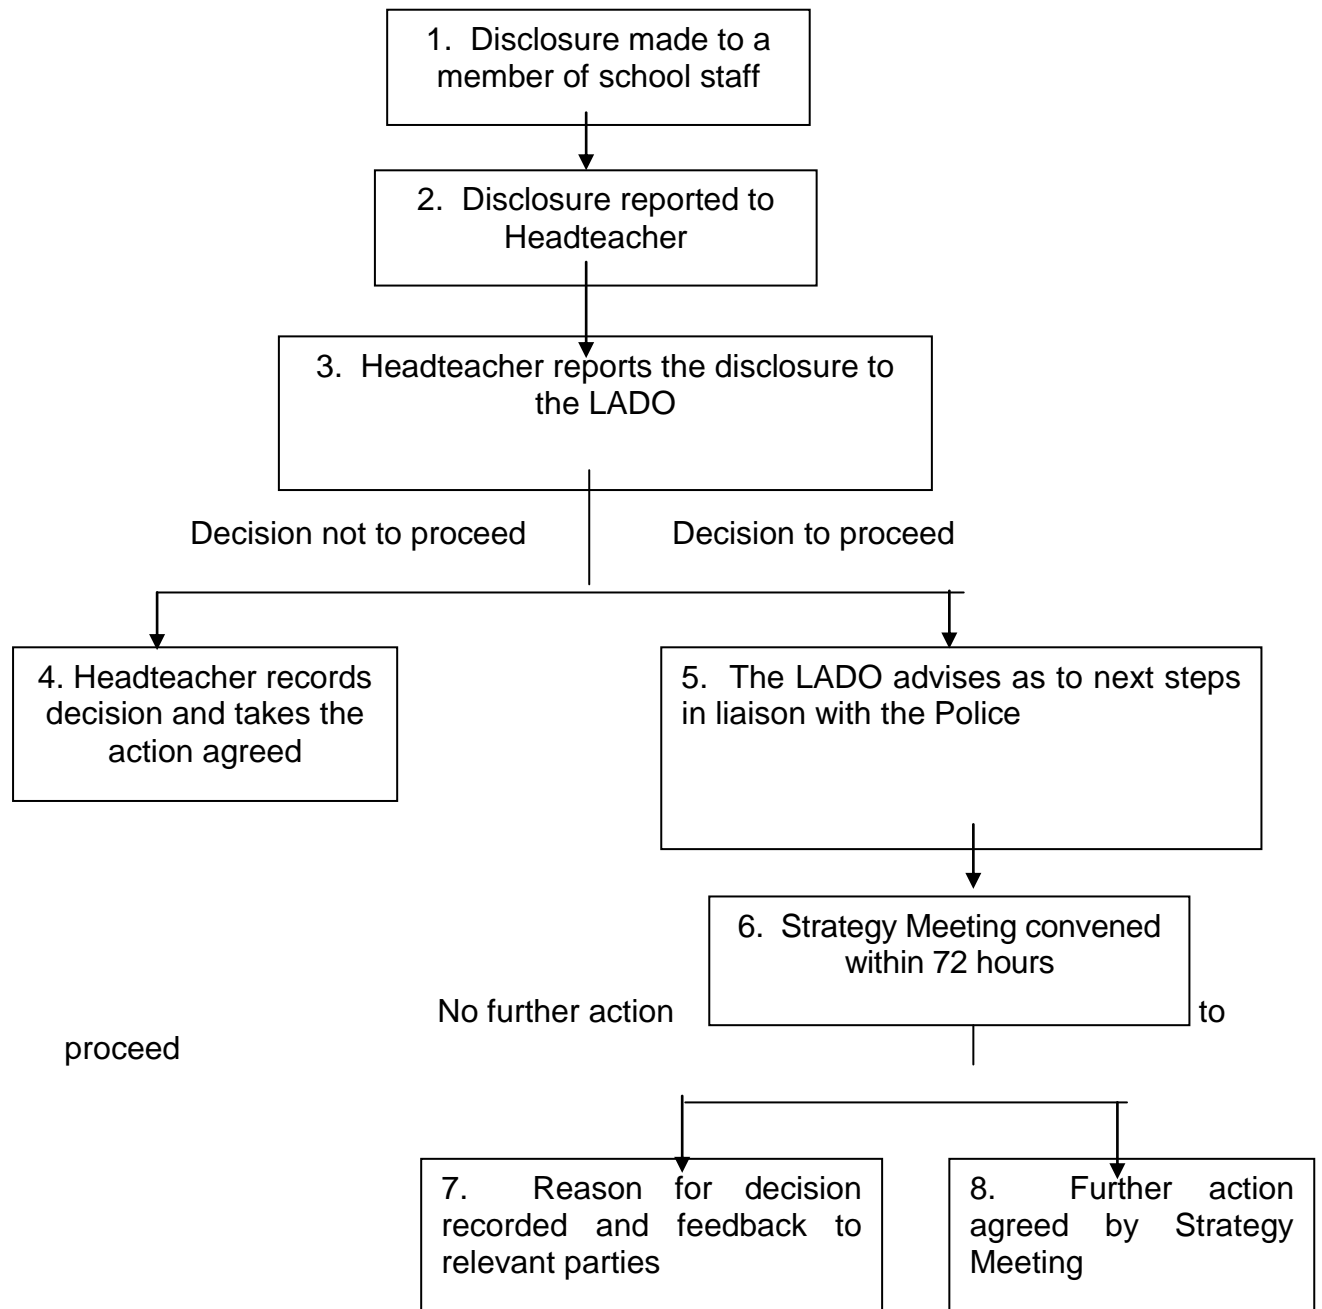 1. Disclosure made to a
member of school staff
2. Disclosure reported to
Headteacher
3. Headteacher reports the disclosure to
the LADO
Decision not to proceed
Decision to proceed
4. Headteacher records
decision and takes the
action agreed
5. The LADO advises as to next steps
in liaison with the Police
6. Strategy Meeting convened
within 72 hours
No further action
to
proceed
7. Reason for decision
recorded and feedback to
relevant parties
8. Further action
agreed by Strategy
Meeting